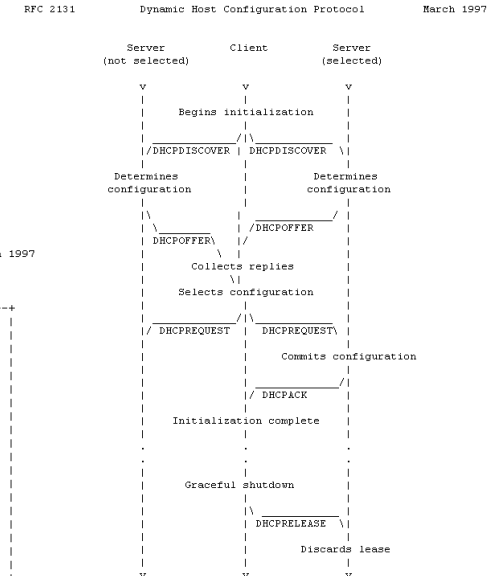 RFC 2131 Dynamic Host Configuration Protocol March 1997
Server Client Server
(not selected) (selected)
v v v
Begins initialization
DHCPDISCOVER DHCPDISCOVER
Determines Determines
configuration configuration
DHCPOFFER
DHCPOFFER
1997
Collects replies
Selects configuration
DHCPREQUEST DHCPREQUEST
Commits configuration
DHCPACK
Initialization complete
. . .
. . .
Graceful shutdown
DHCPRELEASE
Discards lease
v v v